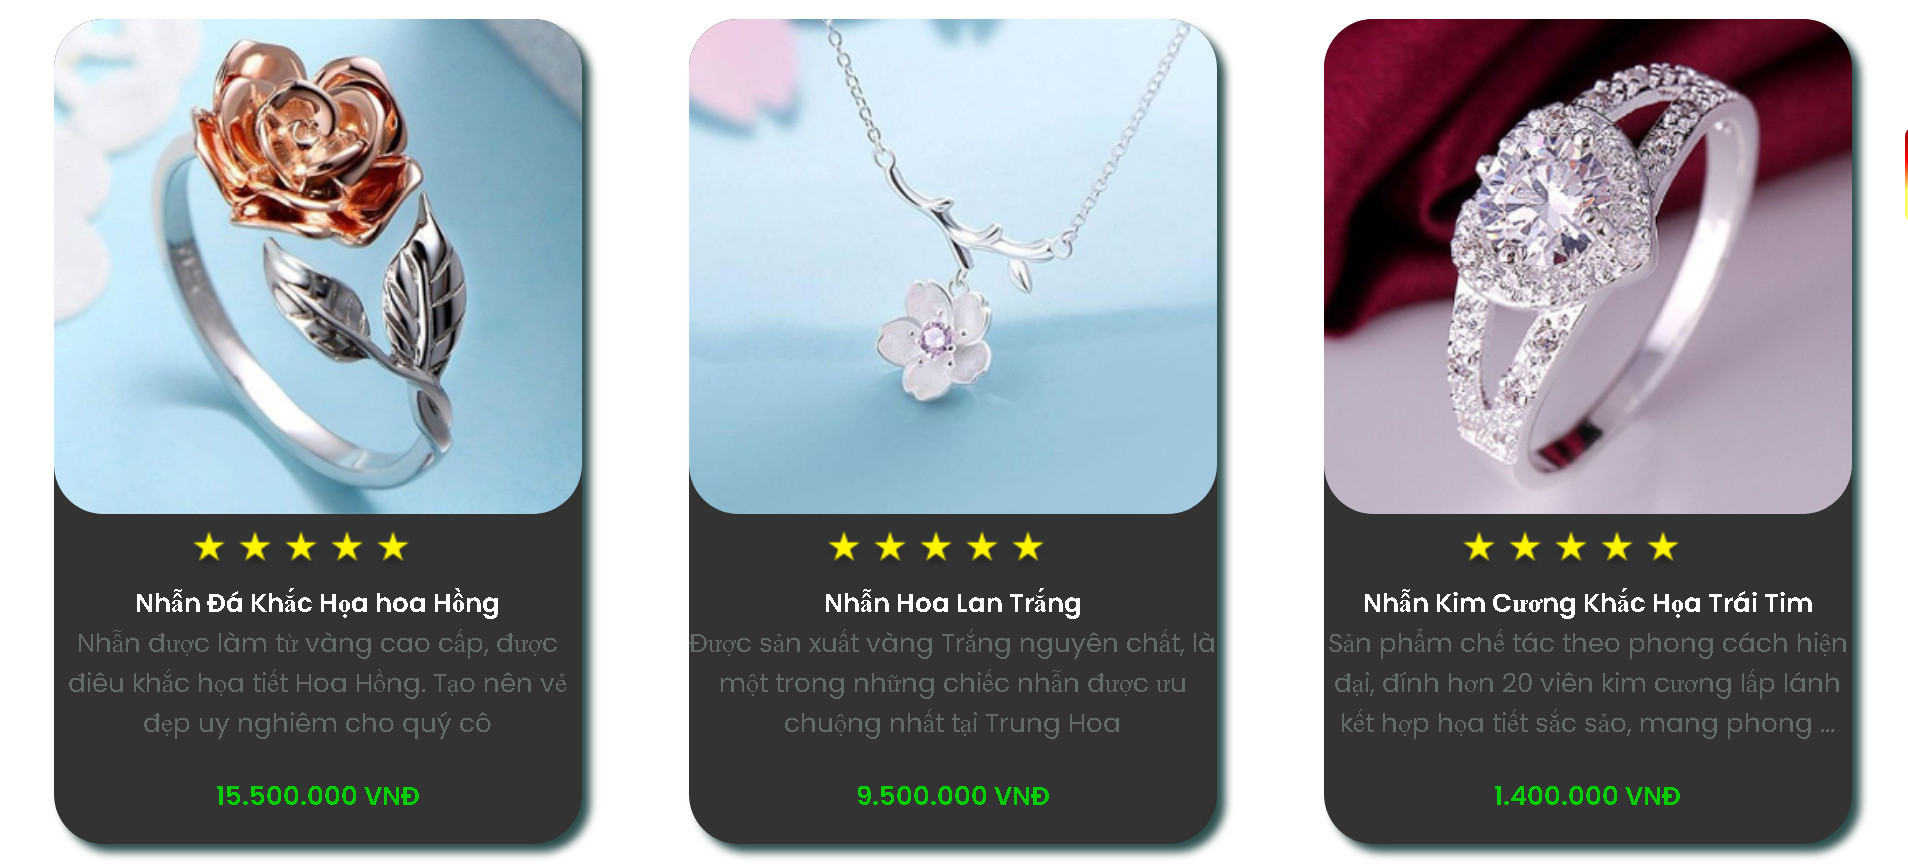 Nhẫn Đá Khắc Họa hoa Hồng
Nhẫn được làm từ vàng cao cấp, được
điêu khắc họa tiết Hoa Hồng. Tạo nên vẻ
đẹp uy nghiêm cho quý cô
15.500.000 VNĐ
Nhẫn Hoa Lan Trắng
Được sản xuất vàng Trắng nguyên chất, là
một trong những chiếc nhẫn được ưu
chuộng nhất tại Trung Hoa
9.500.000 VNĐ
Nhẫn Kim Cương Khắc Họa Trái Tim
Sản phẩm chế tác theo phong cách hiện
đại, đính hơn 20 viên kim cương lấp lánh
kết hợp họa tiết sắc sảo, mang phong ...
1.400.000 VNĐ